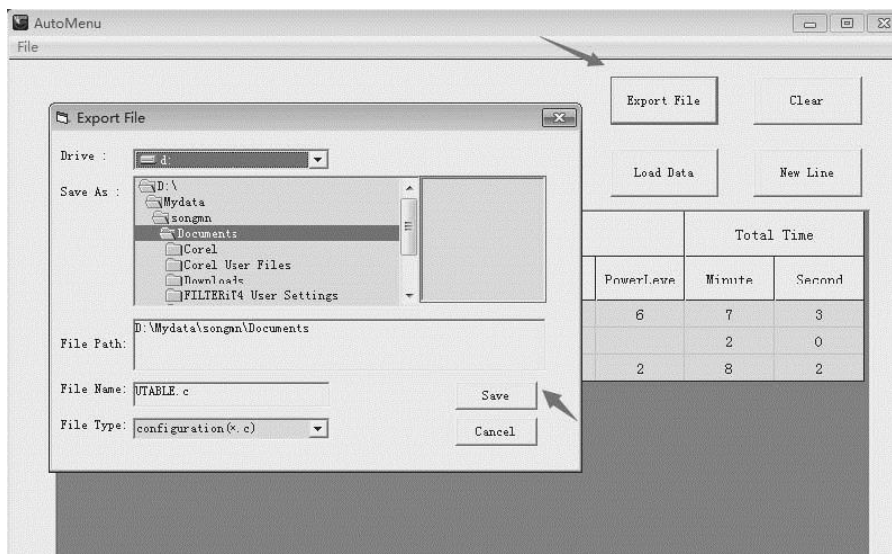 AutoMenu
File
Export File
Clear
Load Data
New Line
Total Time
PowerLeve
Minute
Second
6
7
3
2
0
2
8
2
Export File
Drive :
d:
Save As :
D:\
Mydata
songmn
Documents
Corel
Corel User Files
Downloads
FILTERiT4 User Settings
File Path:
D:\Mydata\songmn\Documents
File Name:
UTABLE.c
Save
File Type:
configuration(*.c)
Cancel